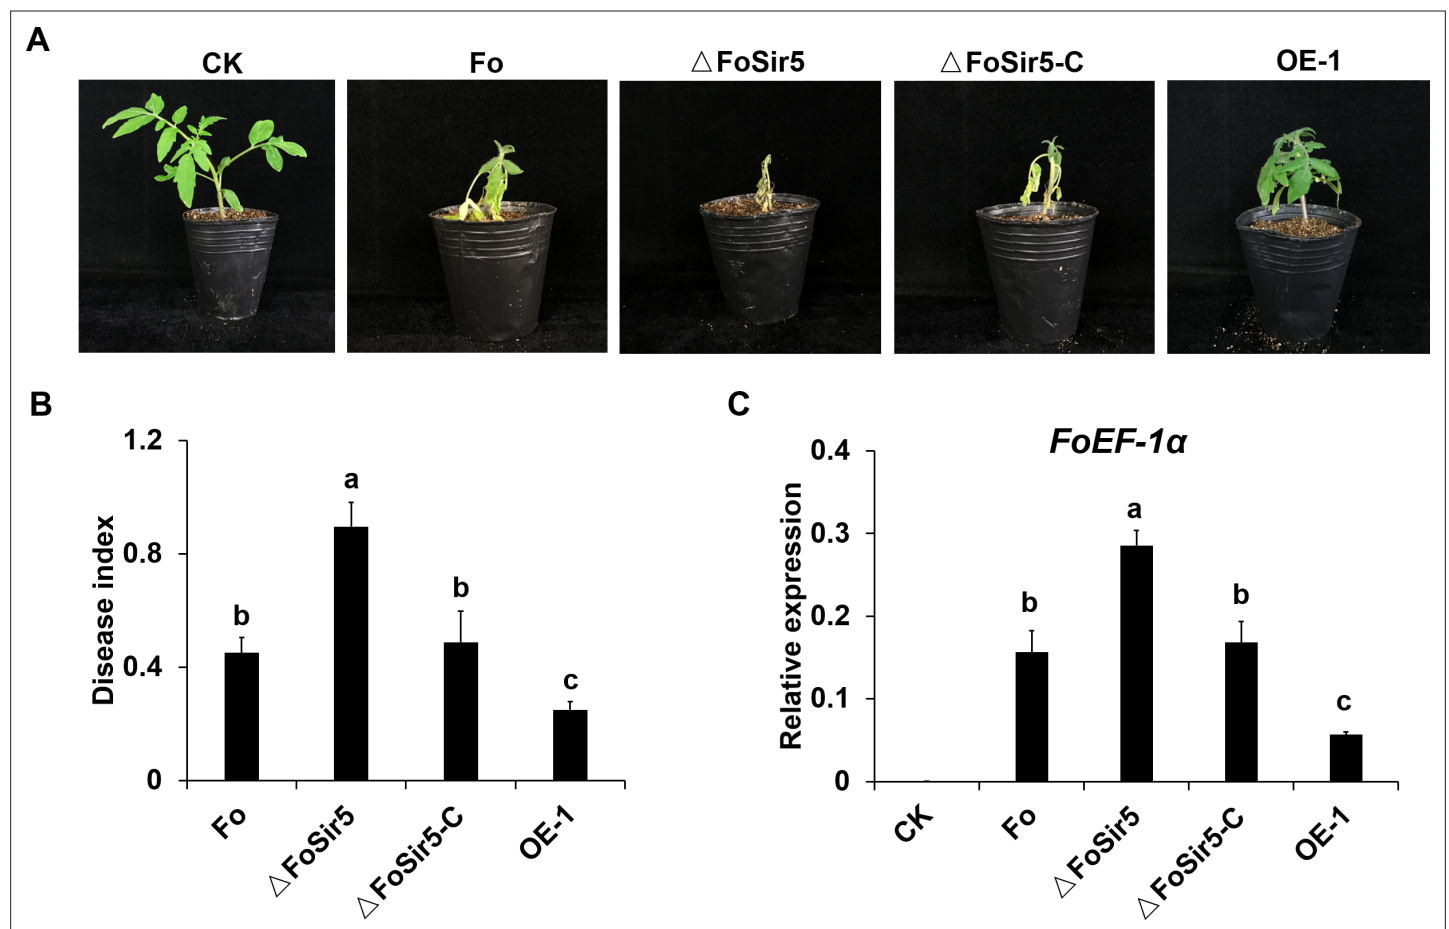 A
CK
Fo
△FoSir5
△FoSir5-C
OE-1
B
Disease index
1.2
0.8
0.4
0
a
b
b
c
Fo
△FoSir5
△FoSir5-C
OE-1
C
FoEF-1α
Relative expression
0.4
0.3
0.2
0.1
0
a
b
b
c
CK
Fo
△FoSir5
△FoSir5-C
OE-1